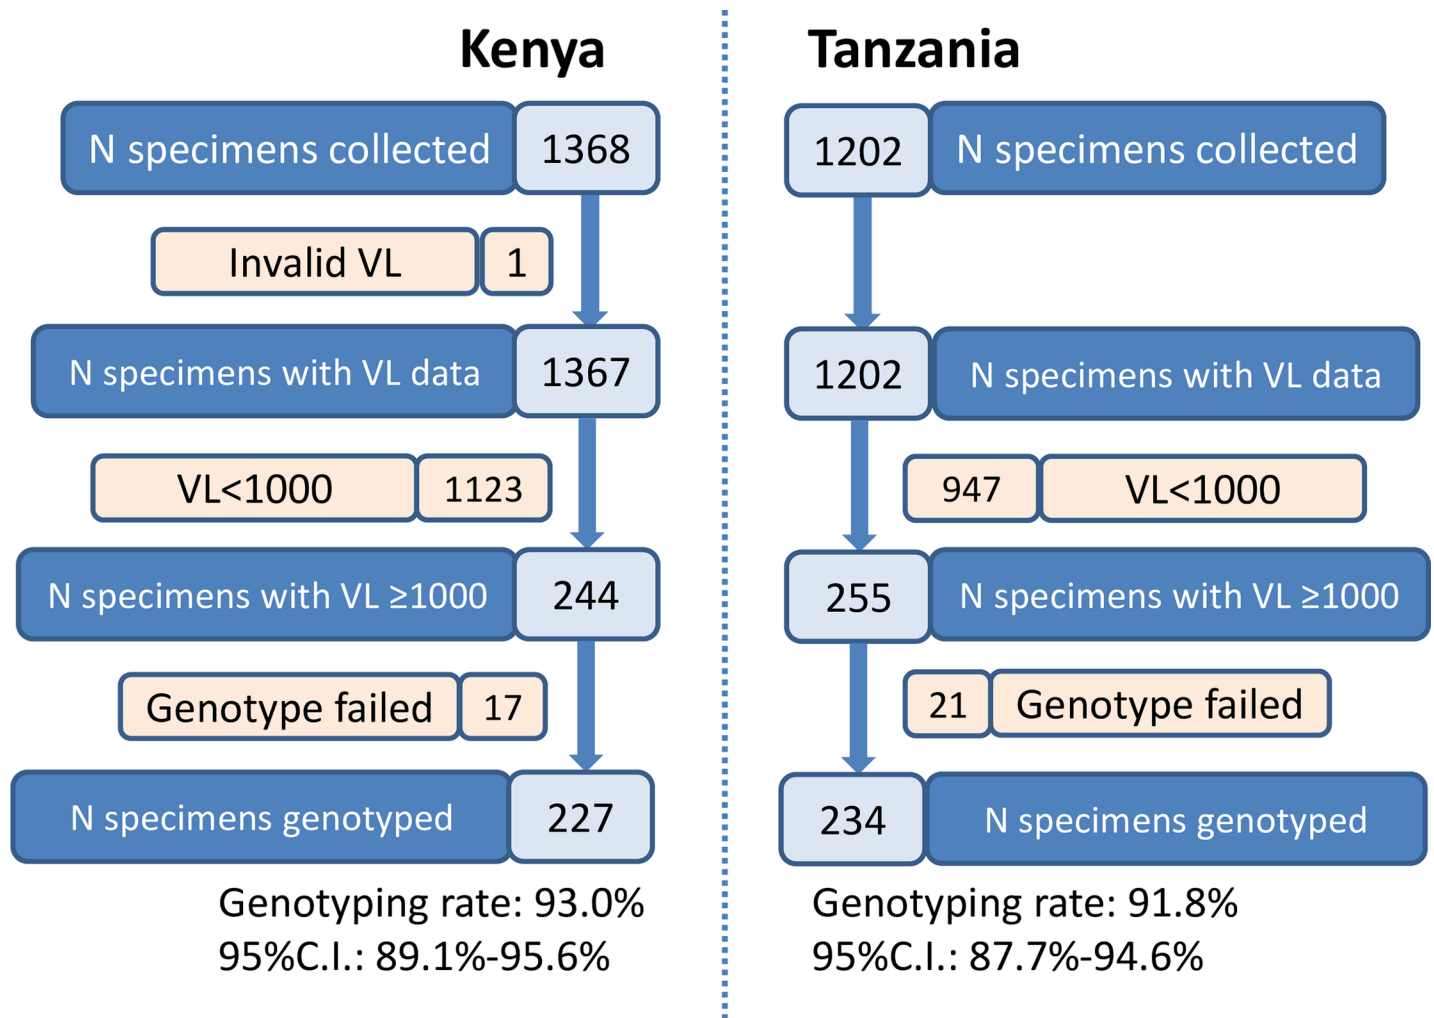 Kenya
N specimens collected 1368
Invalid VL 1
N specimens with VL data 1367
VL<1000 1123
N specimens with VL ≥1000 244
Genotype failed 17
N specimens genotyped 227
Genotyping rate: 93.0%
95%C.I.: 89.1%-95.6%
Tanzania
1202 N specimens collected
1202 N specimens with VL data
947 VL<1000
255 N specimens with VL ≥1000
21 Genotype failed
234 N specimens genotyped
Genotyping rate: 91.8%
95%C.I.: 87.7%-94.6%